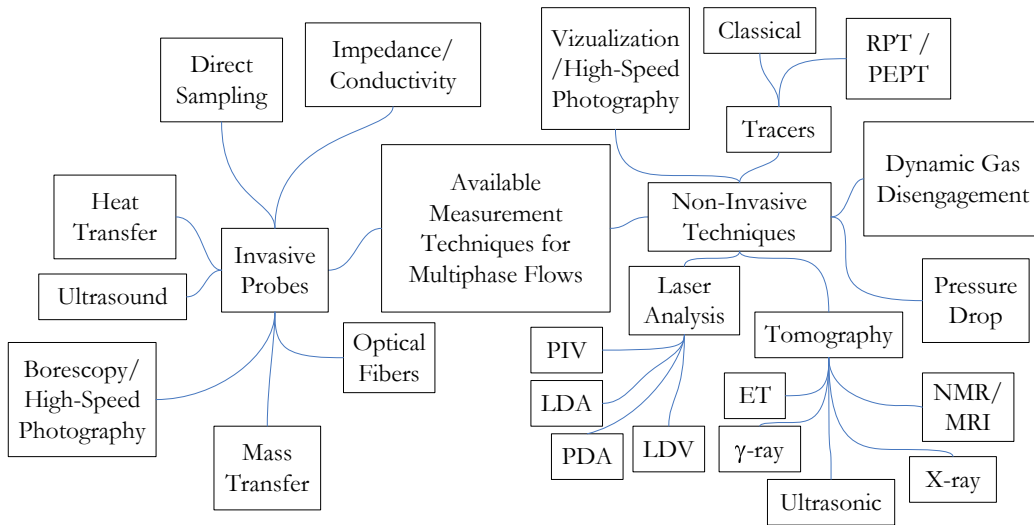 Direct
Sampling
Impedance/
Conductivity
Heat
Transfer
Ultrasound
Invasive
Probes
Borescopy/
High-Speed
Photography
Mass
Transfer
Optical
Fibers
Available
Measurement
Techniques for
Multiphase Flows
Vizualization
/High-Speed
Photography
Classical
RPT /
PEPT
Tracers
Non-Invasive
Techniques
Dynamic Gas
Disengagement
Pressure
Drop
Laser
Analysis
PIV
LDA
PDA
LDV
Tomography
ET
γ-ray
Ultrasonic
NMR/
MRI
X-ray